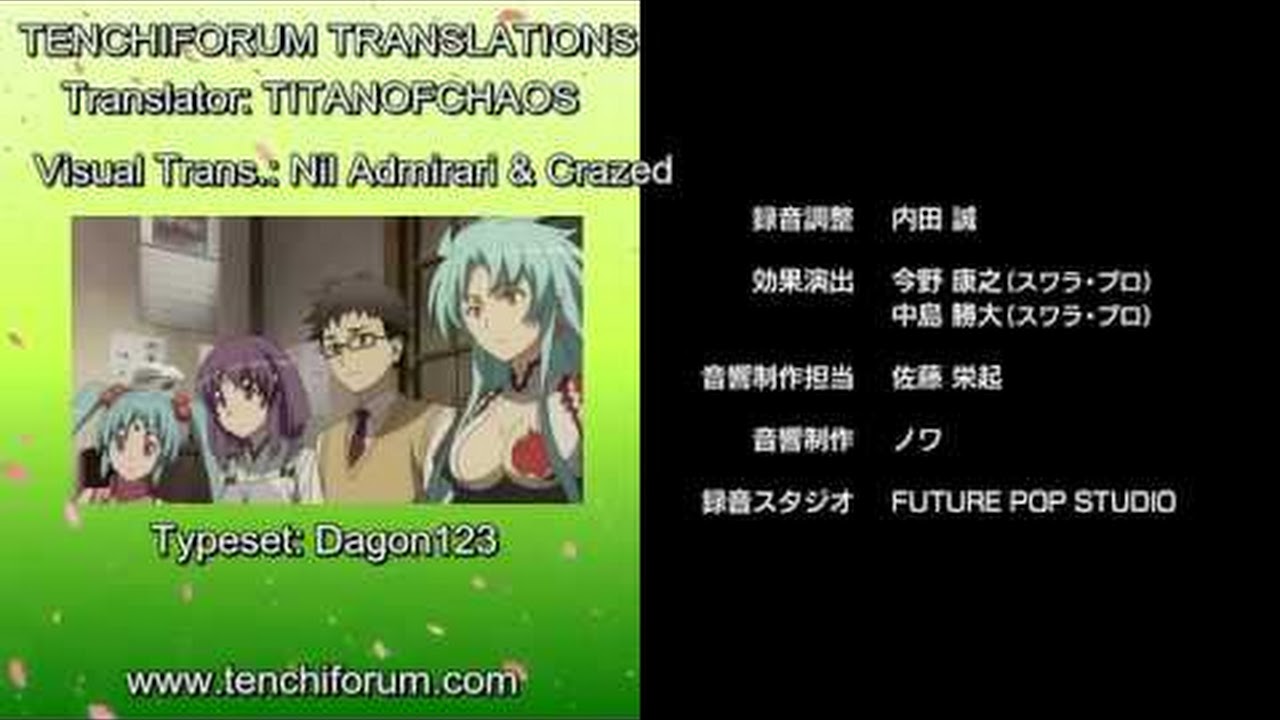 TENCHIFORUM TRANSLATIONS
Translator: TITANOFCHAOS
Visual Trans.: Nil Admirari & Crazed
Typeset: Dagon123
www.tenchiforum.com
録音調整 内田 誠
効果演出 今野 康之(スワラ・プロ)
中島 勝大(スワラ・プロ)
音響制作担当 佐藤 栄起
音響制作 ノワ
録音スタジオ FUTURE POP STUDIO